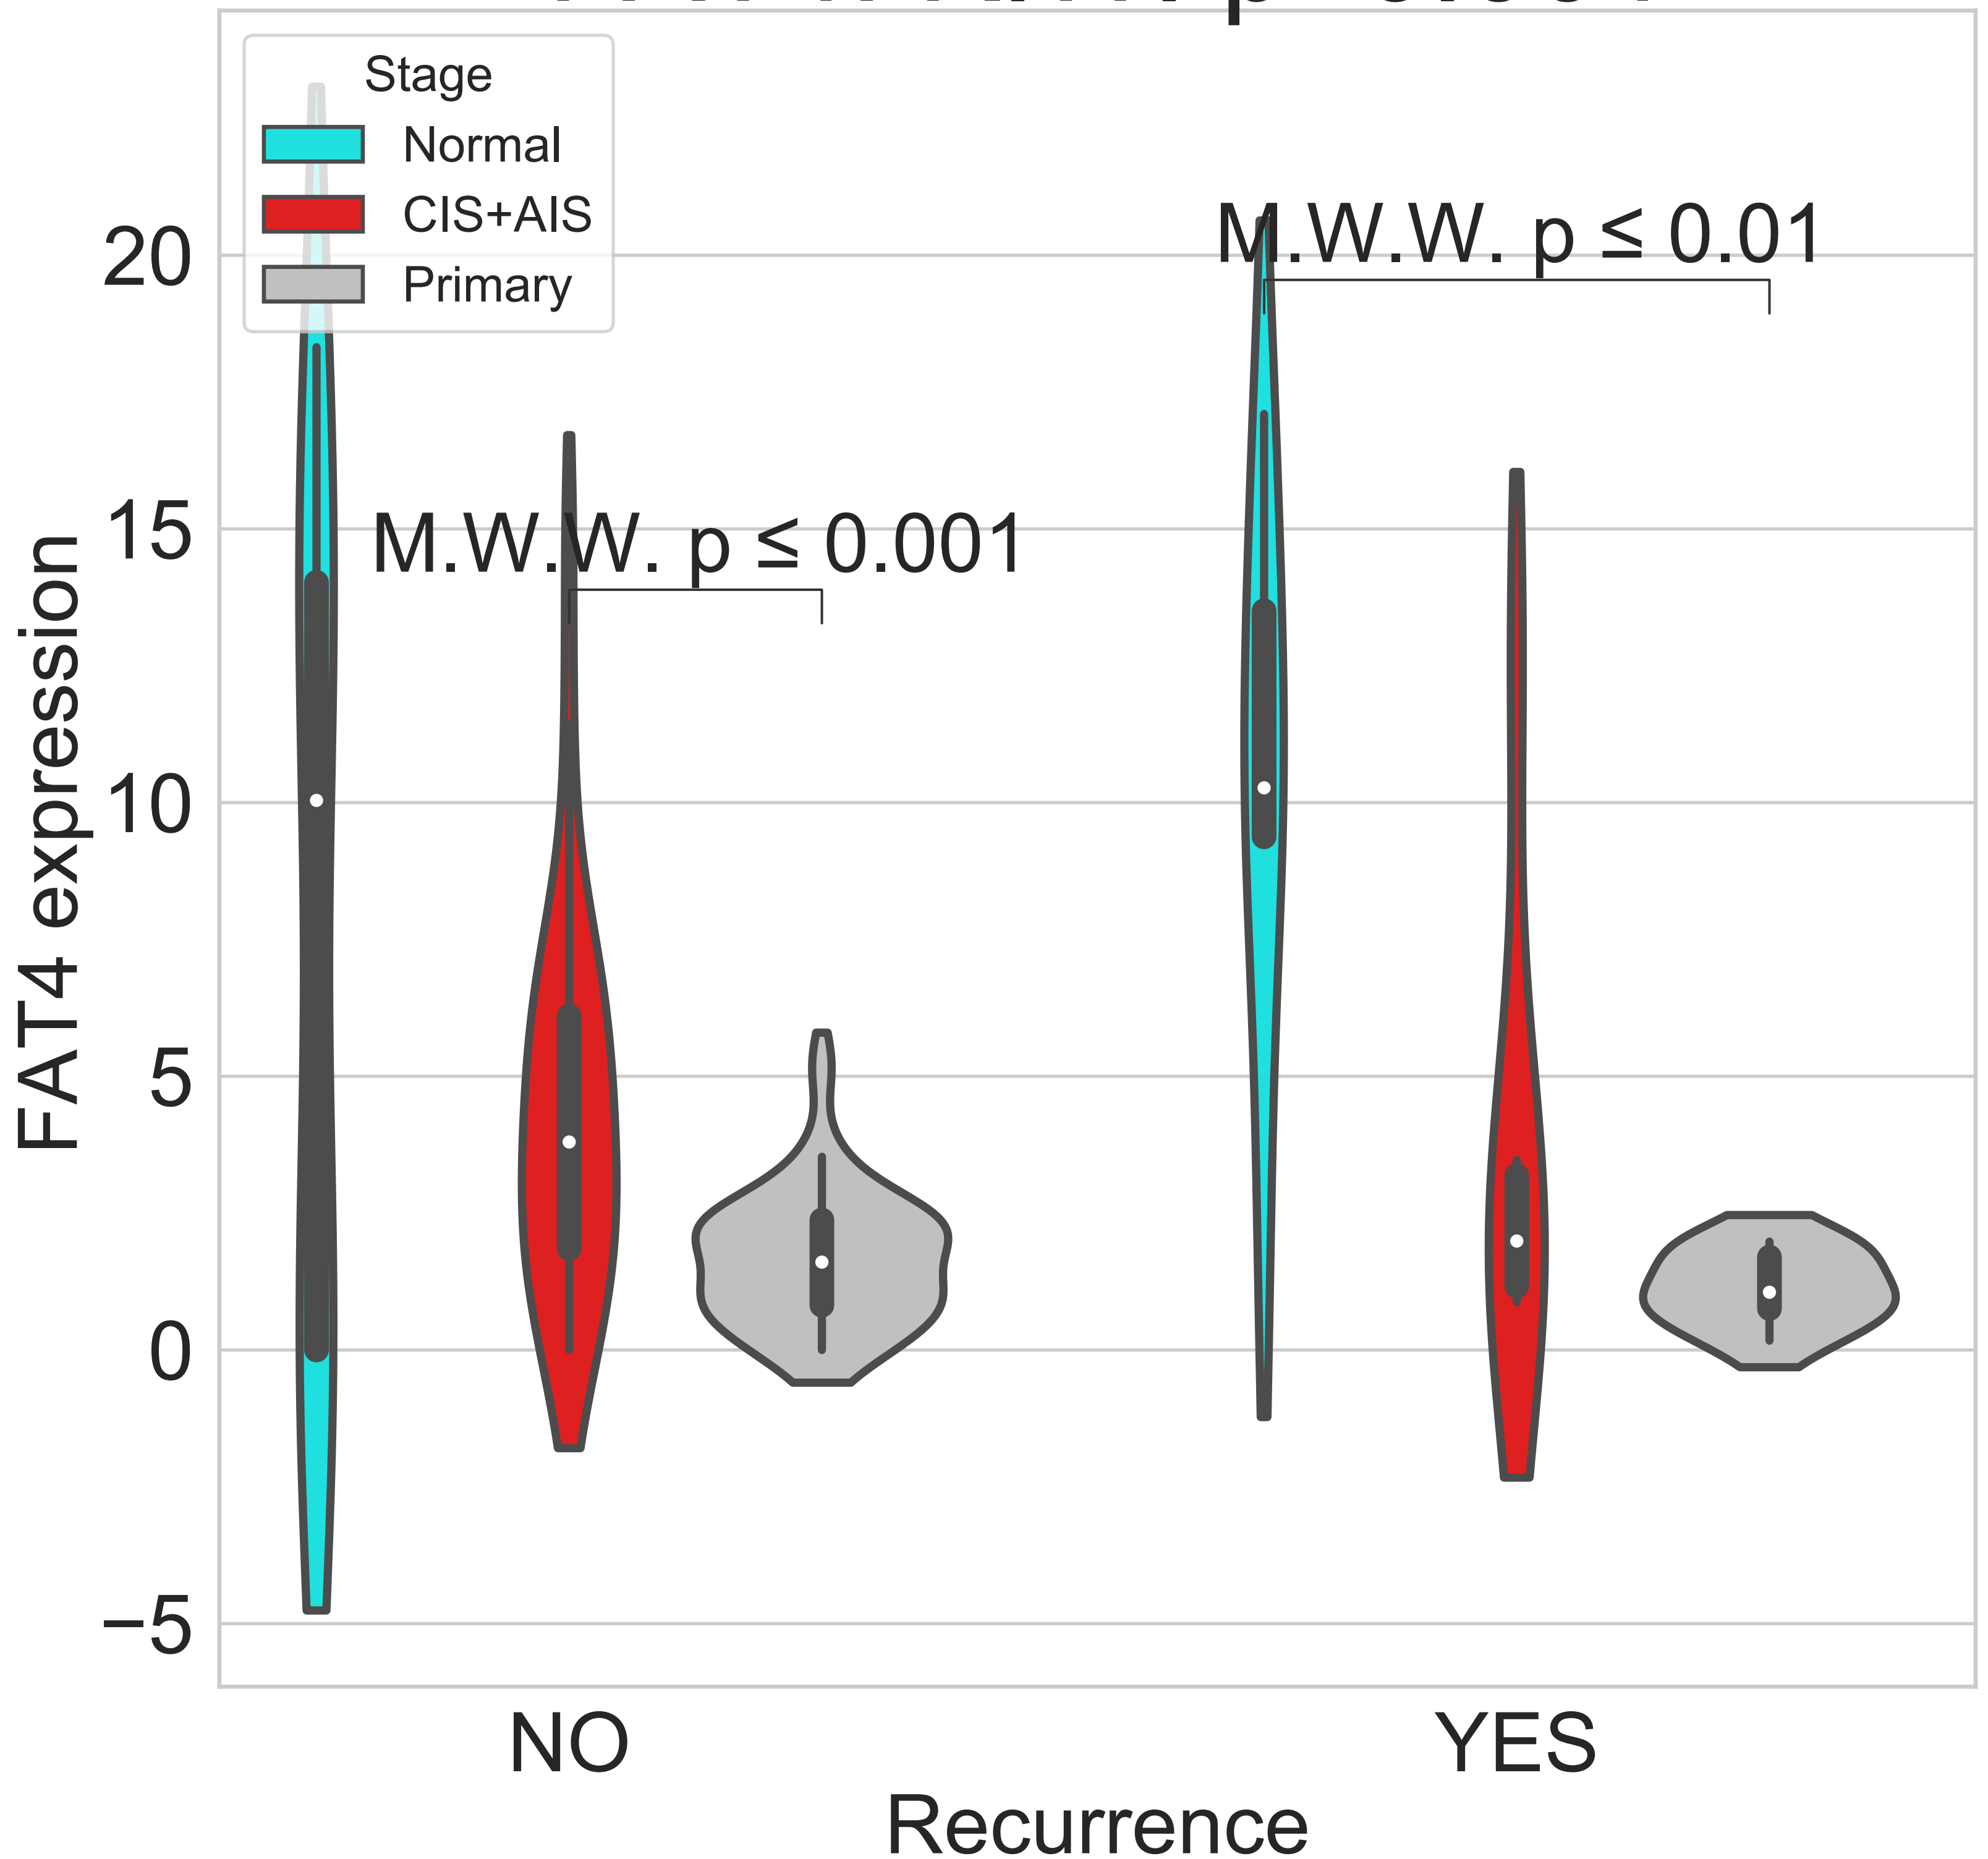 Stage
Normal
CIS+AIS
Primary
M.W.W. p ≤ 0.01
M.W.W. p ≤ 0.001
20
15
10
5
0
−5
FAT4 expression
NO
YES
Recurrence